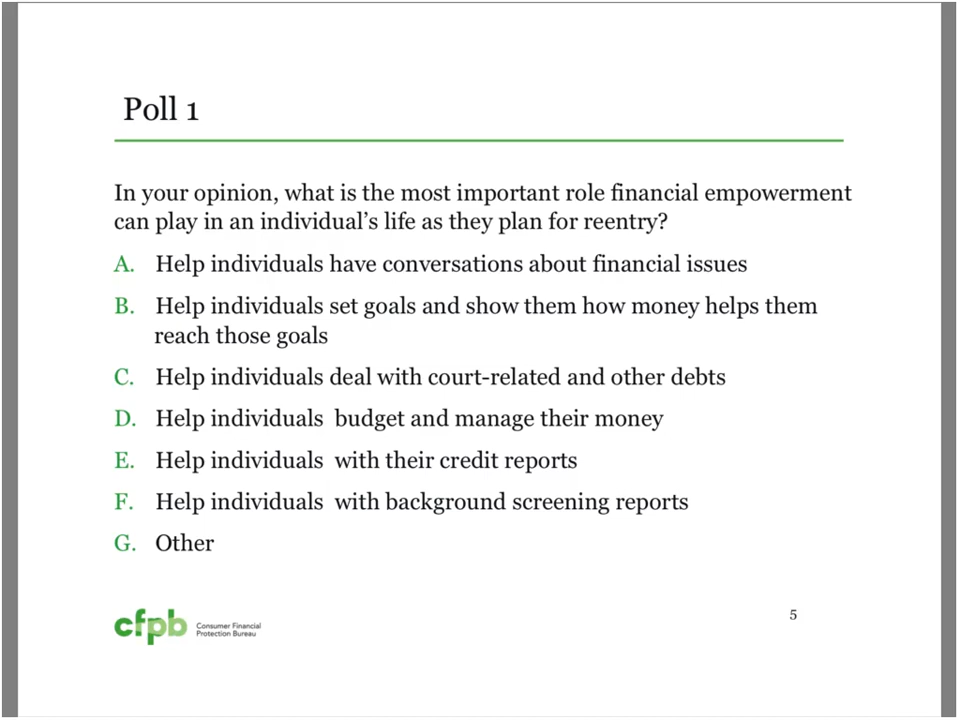 Poll 1
In your opinion, what is the most important role financial empowerment
can play in an individual’s life as they plan for reentry?
A. Help individuals have conversations about financial issues
B. Help individuals set goals and show them how money helps them
reach those goals
C. Help individuals deal with court-related and other debts
D. Help individuals  budget and manage their money
E. Help individuals  with their credit reports
F. Help individuals  with background screening reports
G. Other
cfpb Consumer Financial
Protection Bureau
5